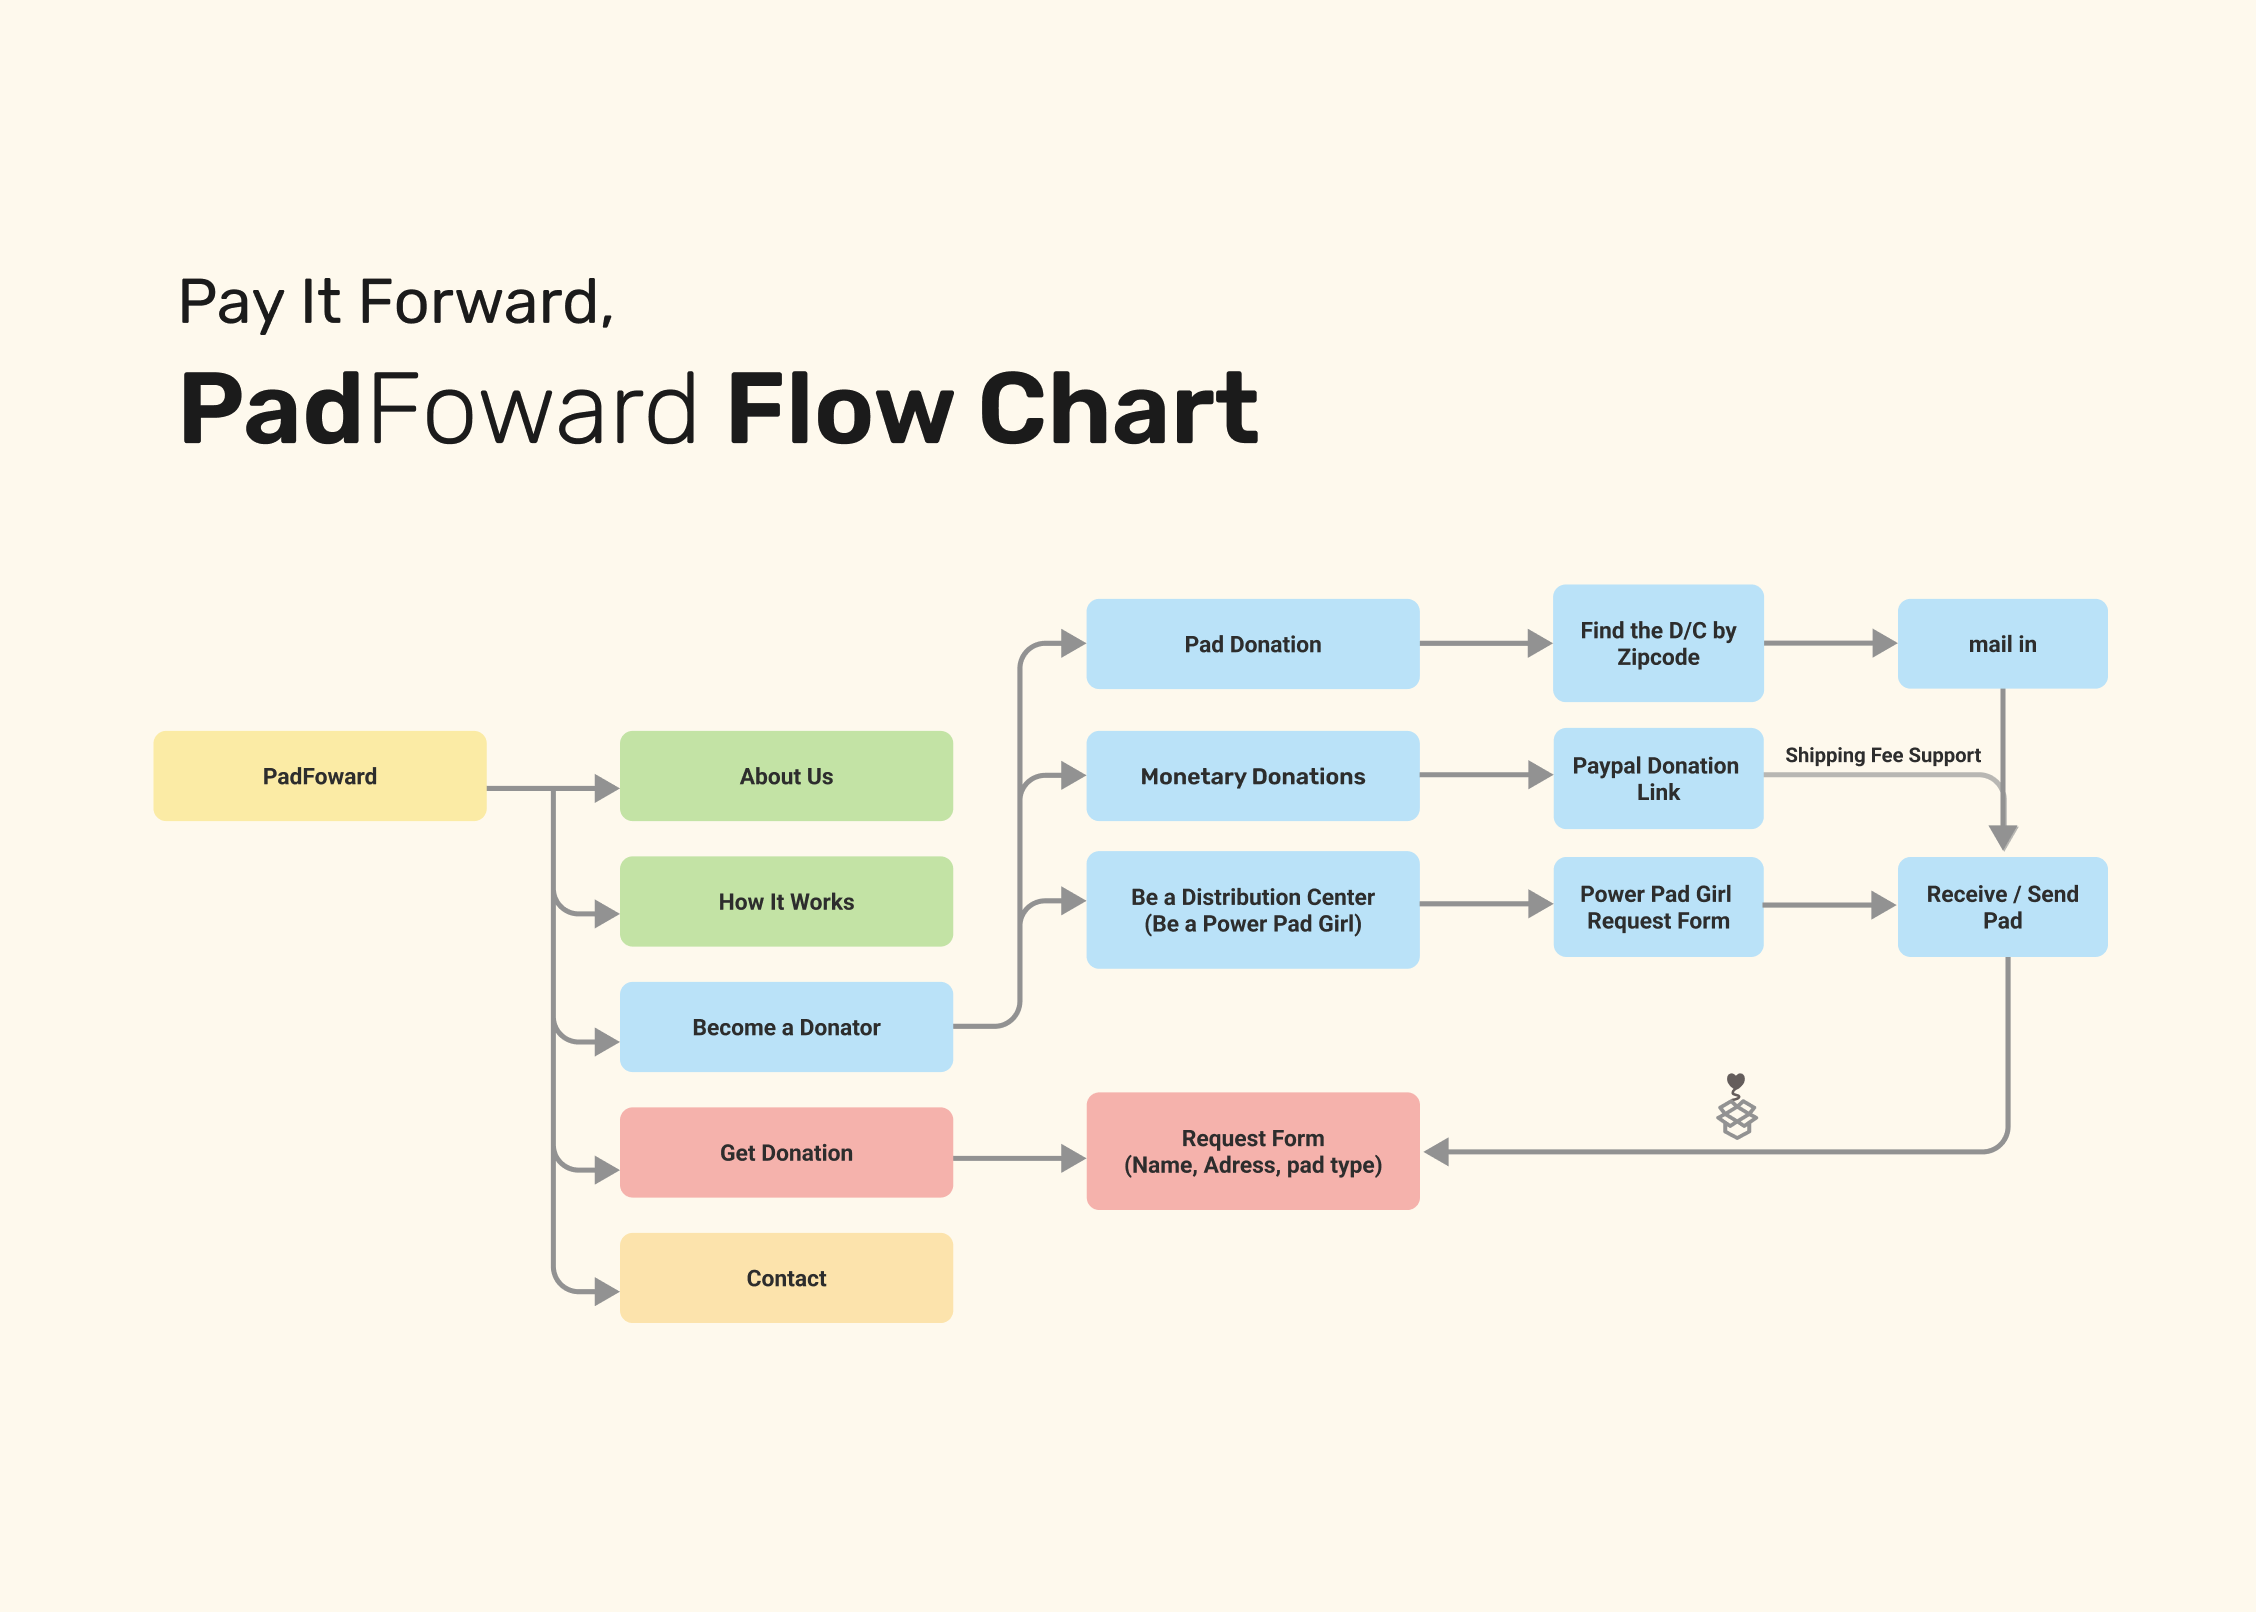 Pay It Forward,
PadFoward Flow Chart
PadFoward
About Us
How It Works
Become a Donator
Get Donation
Contact
Pad Donation
Find the D/C by
Zipcode
mail in
Monetary Donations
Paypal Donation
Link
Shipping Fee Support
Be a Distribution Center
(Be a Power Pad Girl)
Power Pad Girl
Request Form
Receive / Send
Pad
Request Form
(Name, Adress, pad type)